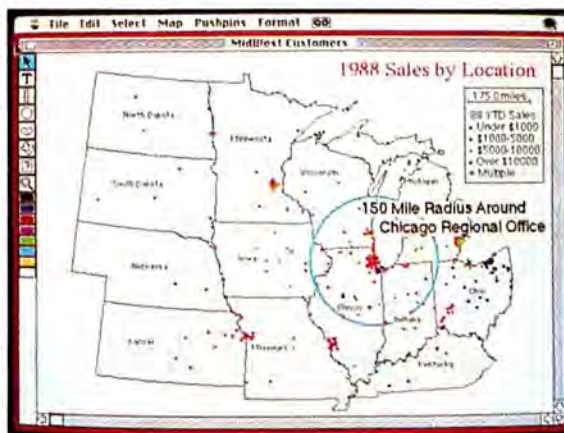 File Edit Select Map Pushpins Format GO
MidWest Customers
1988 Sales by Location
175.0 miles
88 YTD Sales
Under $1000
$1000-5000
$5000-10000
Over $10000
Multiple
North Dakota
Minnesota
South Dakota
Wisconsin
Michigan
150 Mile Radius Around
Chicago Regional Office
Nebraska
Iowa
Illinois
Indiana
Ohio
Kansas
Missouri
Kentucky
T